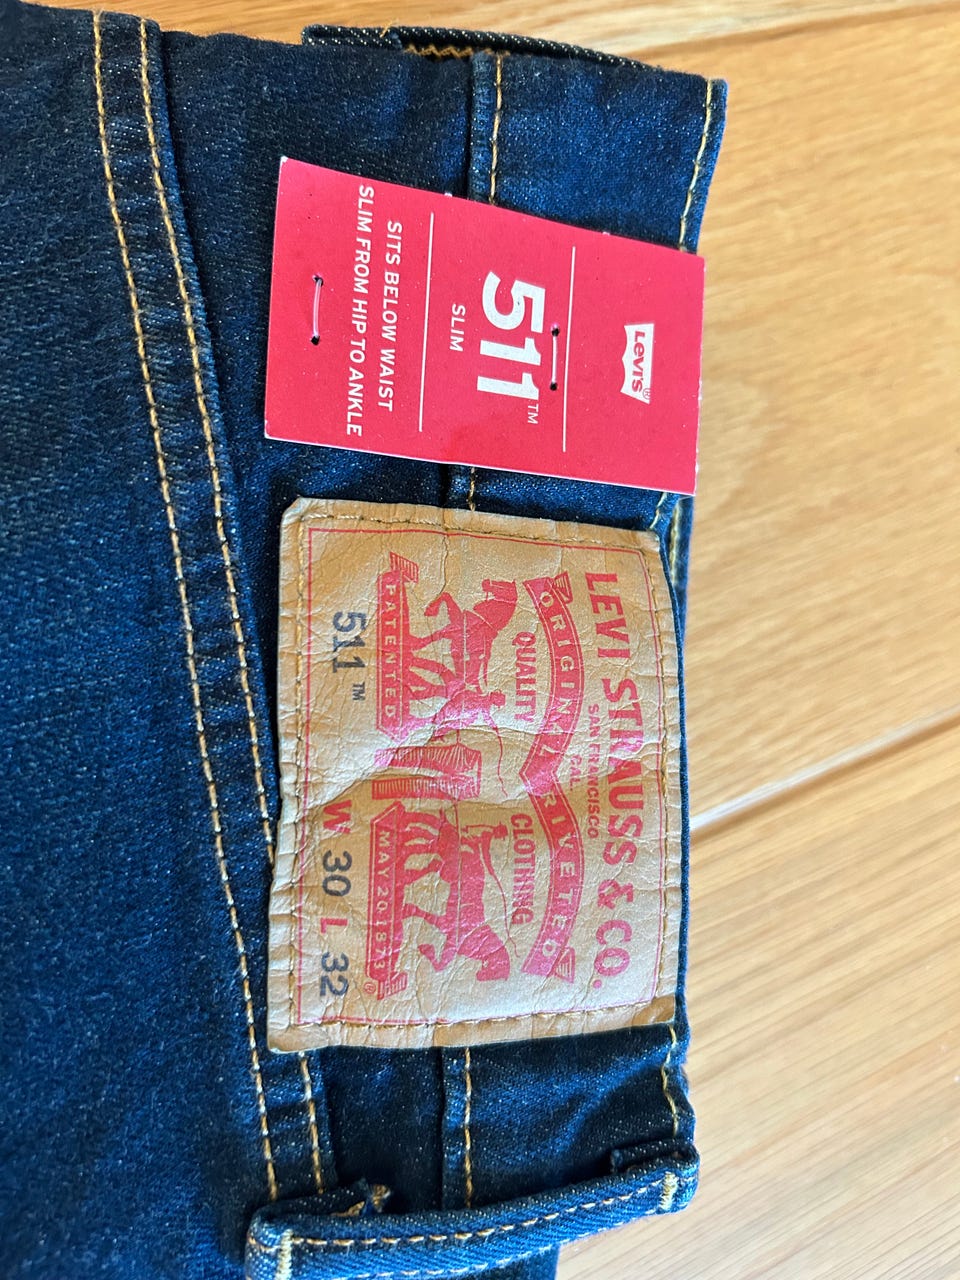 Levi's®
511™
SLIM
SITS BELOW WAIST
SLIM FROM HIP TO ANKLE
LEVI STRAUSS & CO.
SAN FRANCISCO
CAL.
ORIGINAL RIVETED
QUALITY CLOTHING
PATENTED MAY 20 1873 ®
511™ W 30 L 32